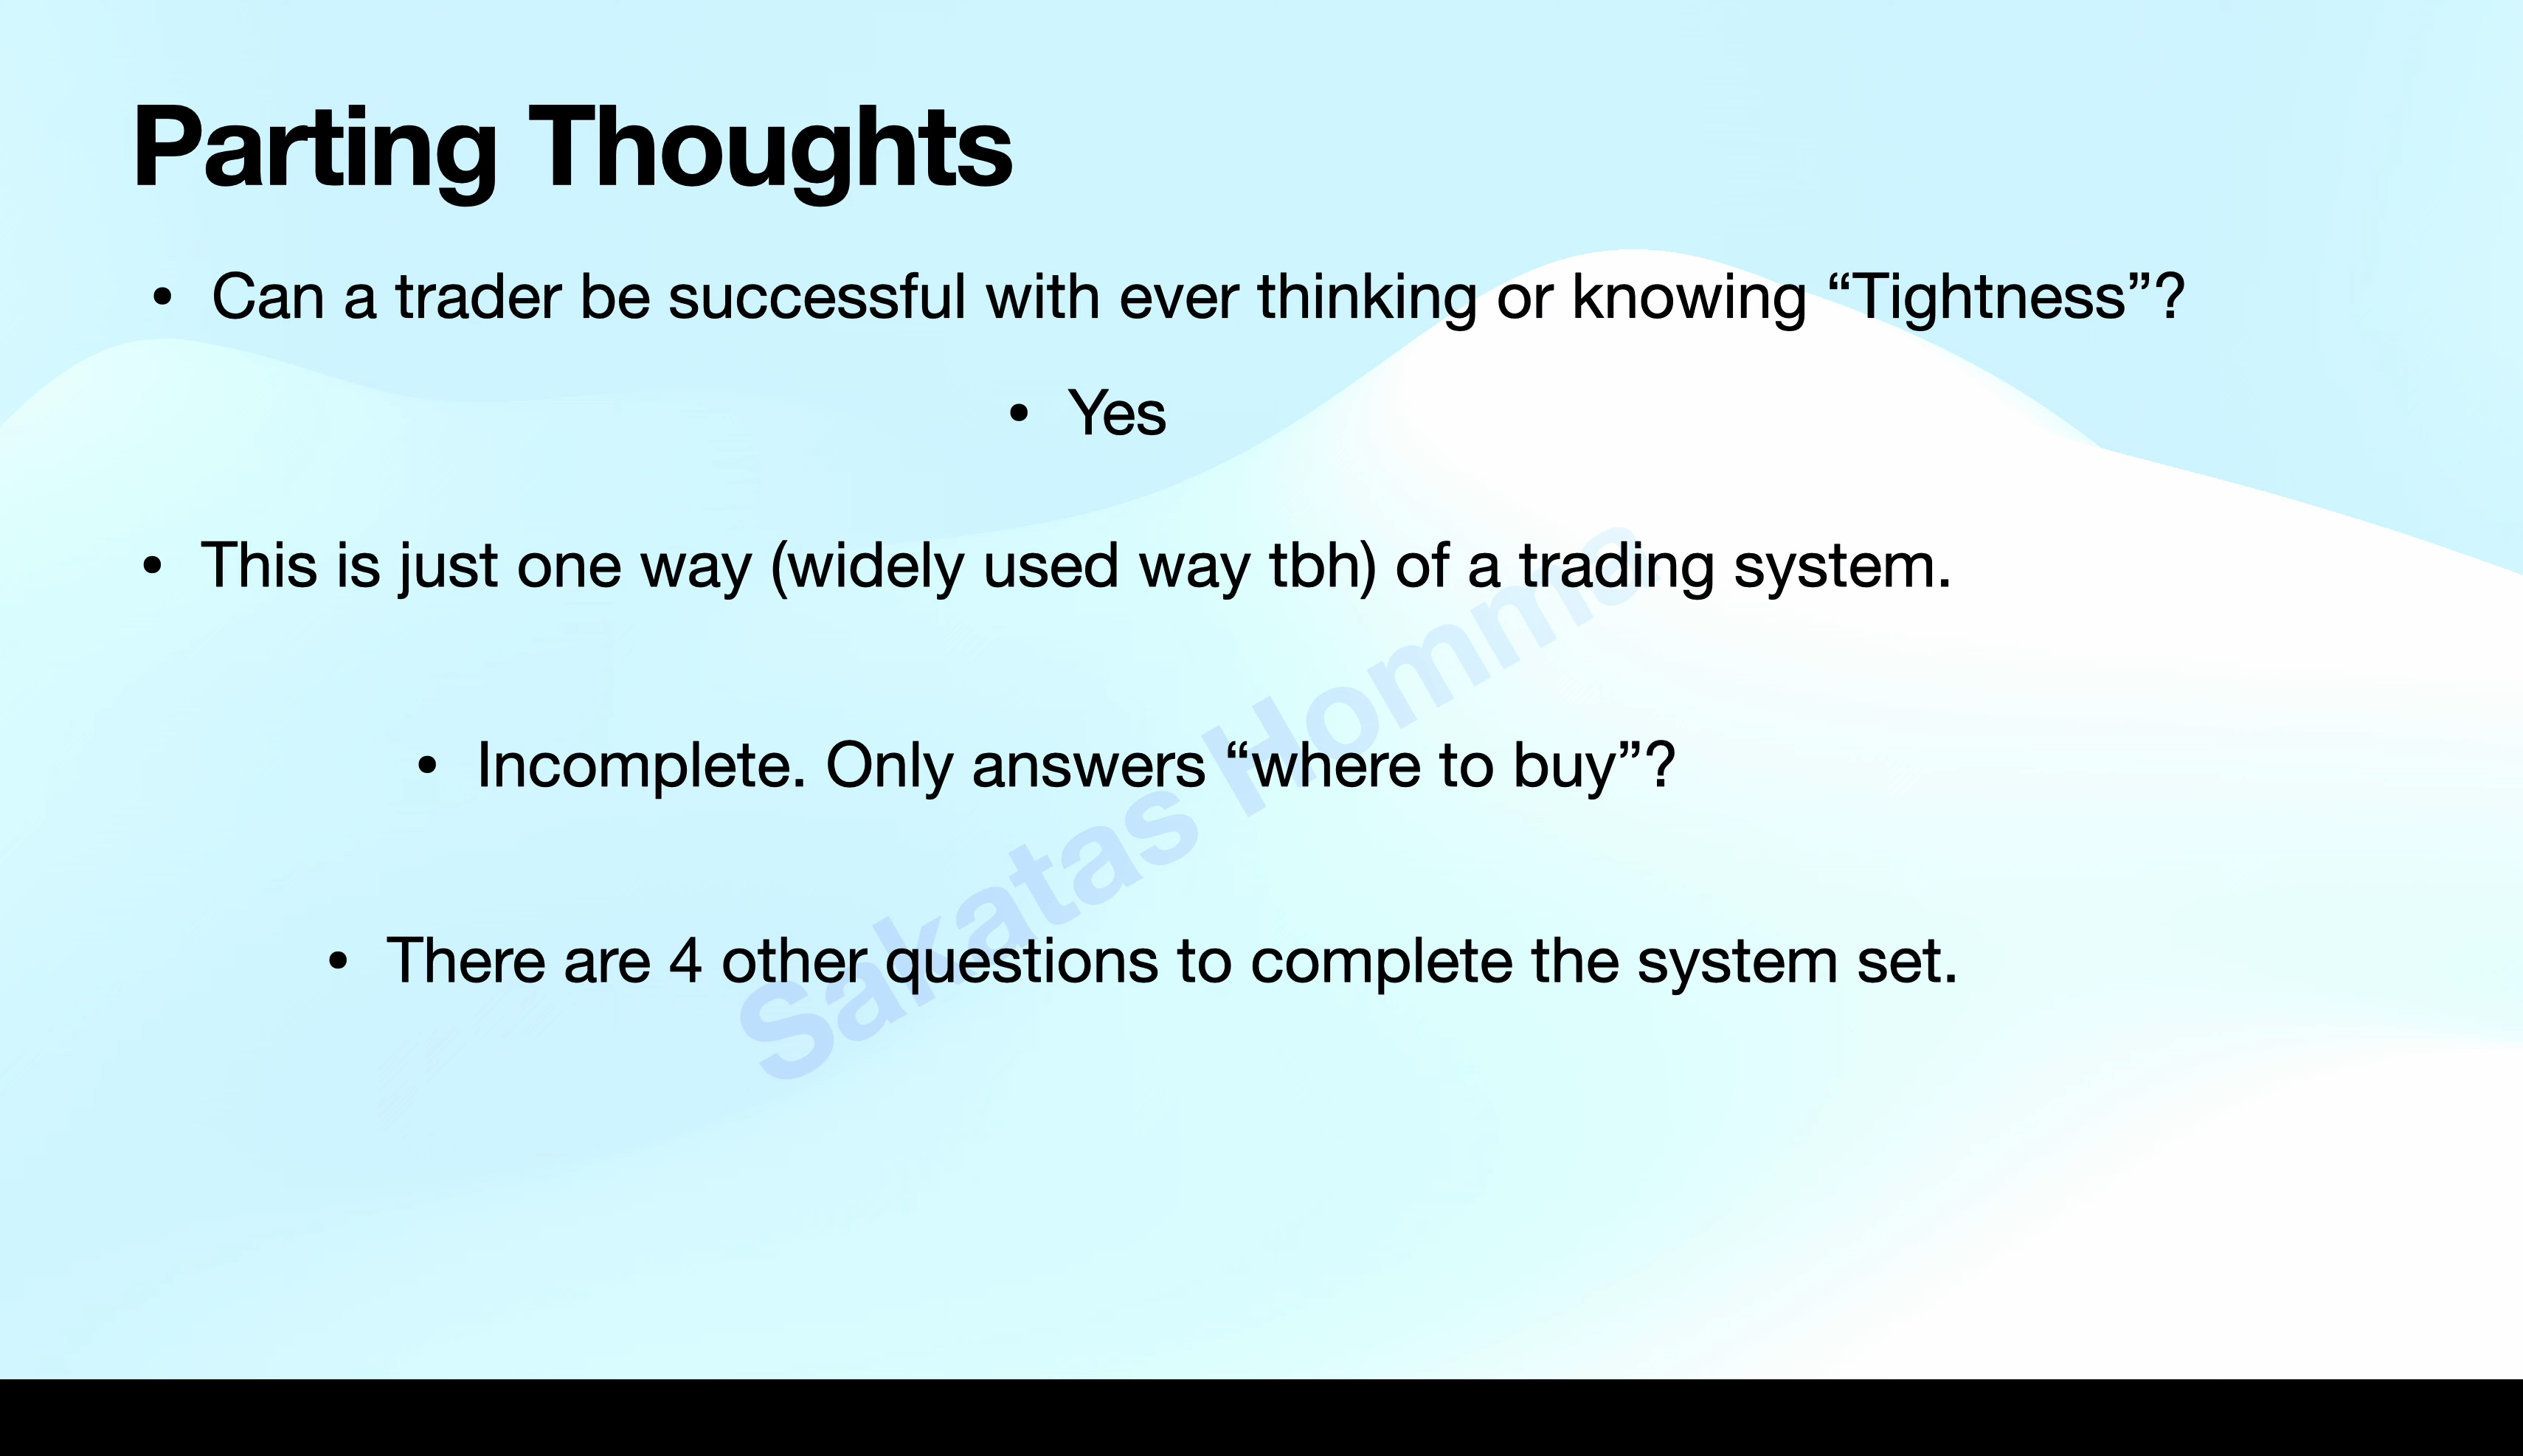 Parting Thoughts
• Can a trader be successful with ever thinking or knowing “Tightness”?
• Yes
• This is just one way (widely used way tbh) of a trading system.
• Incomplete. Only answers “where to buy”?
• There are 4 other questions to complete the system set.
Sakatas Homma